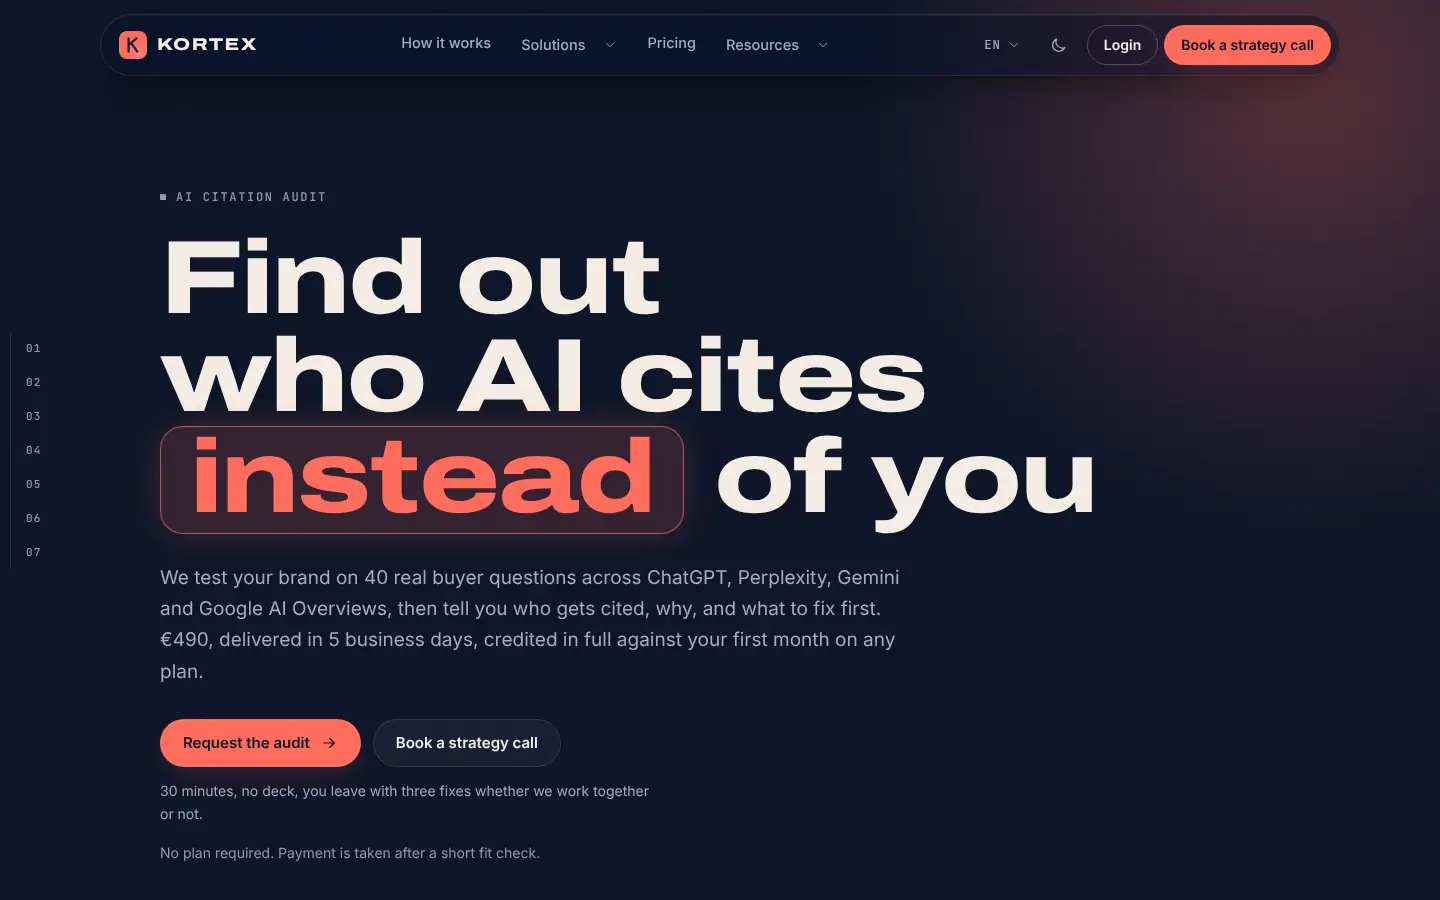 KORTEX
How it works
Solutions
Pricing
Resources
EN
Login
Book a strategy call
AI CITATION AUDIT
Find out
who AI cites
instead of you
01
02
03
04
05
06
07
We test your brand on 40 real buyer questions across ChatGPT, Perplexity, Gemini
and Google AI Overviews, then tell you who gets cited, why, and what to fix first.
€490, delivered in 5 business days, credited in full against your first month on any
plan.
Request the audit →
Book a strategy call
30 minutes, no deck, you leave with three fixes whether we work together
or not.
No plan required. Payment is taken after a short fit check.